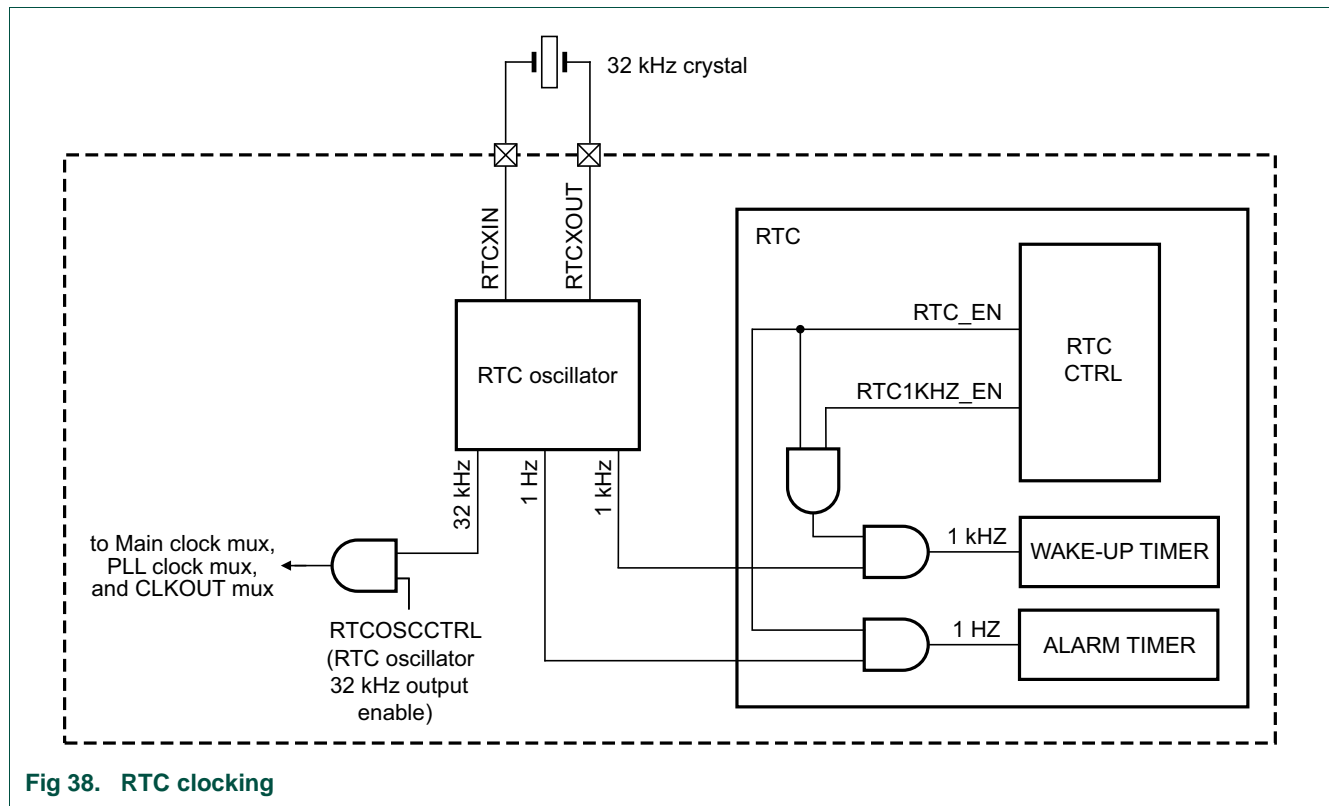 32 kHz crystal
RTCXIN
RTCXOUT
RTC
RTC_EN
RTC
CTRL
RTC oscillator
RTC1KHZ_EN
32 kHz
1 Hz
1 kHz
1 kHZ
WAKE-UP TIMER
to Main clock mux,
PLL clock mux,
and CLKOUT mux
RTCOSCCTRL
(RTC oscillator
32 kHz output
enable)
1 HZ
ALARM TIMER
Fig 38. RTC clocking